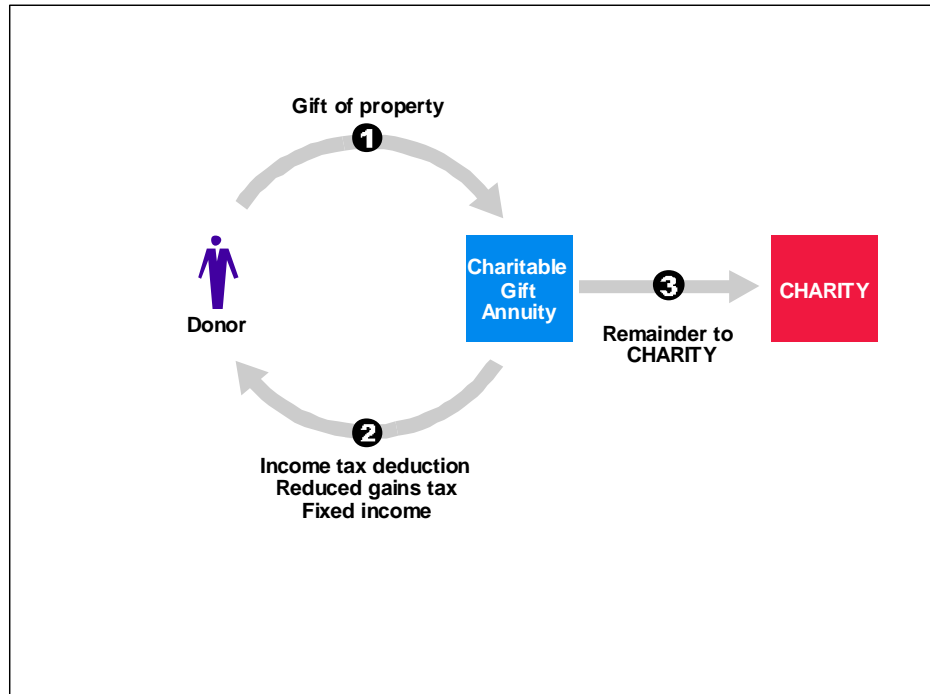 Gift of property
1
Charitable
Gift
Annuity
3
CHARITY
Donor
Remainder to
CHARITY
2
Income tax deduction
Reduced gains tax
Fixed income